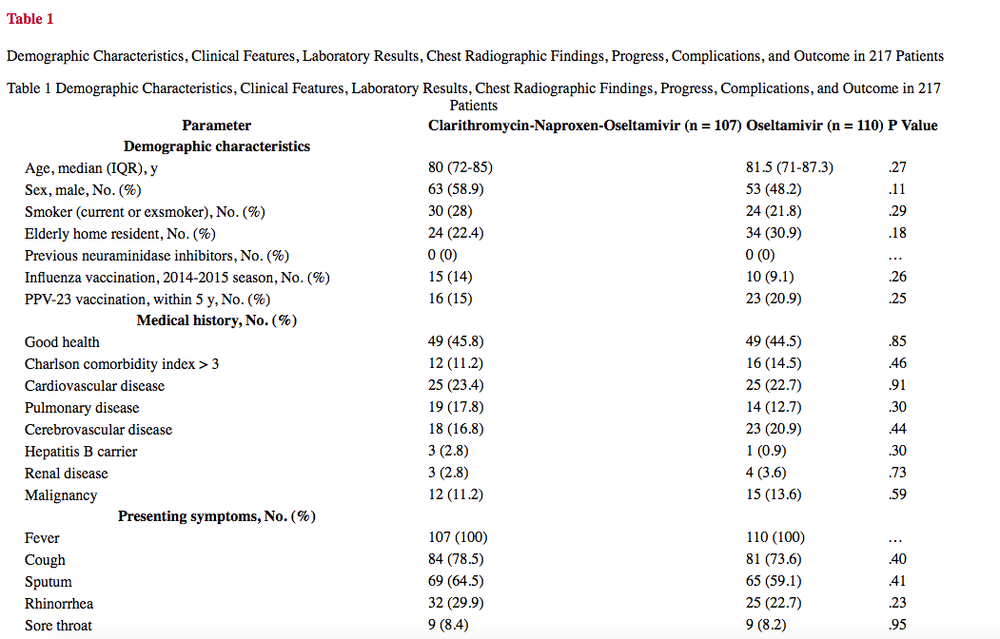 Table 1
Demographic Characteristics, Clinical Features, Laboratory Results, Chest Radiographic Findings, Progress, Complications, and Outcome in 217 Patients
Table 1 Demographic Characteristics, Clinical Features, Laboratory Results, Chest Radiographic Findings, Progress, Complications, and Outcome in 217
Patients
Parameter Clarithromycin-Naproxen-Oseltamivir (n = 107) Oseltamivir (n = 110) P Value
Demographic characteristics
Age, median (IQR), y 80 (72-85) 81.5 (71-87.3) .27
Sex, male, No. (%) 63 (58.9) 53 (48.2) .11
Smoker (current or exsmoker), No. (%) 30 (28) 24 (21.8) .29
Elderly home resident, No. (%) 24 (22.4) 34 (30.9) .18
Previous neuraminidase inhibitors, No. (%) 0 (0) 0 (0) ...
Influenza vaccination, 2014-2015 season, No. (%) 15 (14) 10 (9.1) .26
PPV-23 vaccination, within 5 y, No. (%) 16 (15) 23 (20.9) .25
Medical history, No. (%)
Good health 49 (45.8) 49 (44.5) .85
Charlson comorbidity index > 3 12 (11.2) 16 (14.5) .46
Cardiovascular disease 25 (23.4) 25 (22.7) .91
Pulmonary disease 19 (17.8) 14 (12.7) .30
Cerebrovascular disease 18 (16.8) 23 (20.9) .44
Hepatitis B carrier 3 (2.8) 1 (0.9) .30
Renal disease 3 (2.8) 4 (3.6) .73
Malignancy 12 (11.2) 15 (13.6) .59
Presenting symptoms, No. (%)
Fever 107 (100) 110 (100) ...
Cough 84 (78.5) 81 (73.6) .40
Sputum 69 (64.5) 65 (59.1) .41
Rhinorrhea 32 (29.9) 25 (22.7) .23
Sore throat 9 (8.4) 9 (8.2) .95